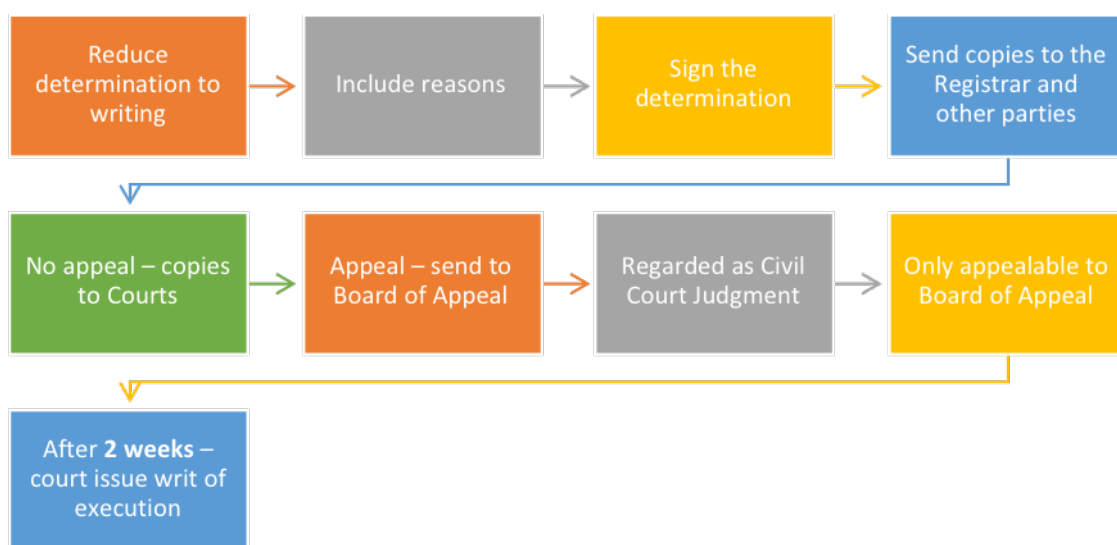 Reduce
determination to
writing
Include reasons
Sign the
determination
Send copies to the
Registrar and
other parties
No appeal – copies
to Courts
Appeal – send to
Board of Appeal
Regarded as Civil
Court Judgment
Only appealable to
Board of Appeal
After 2 weeks –
court issue writ of
execution